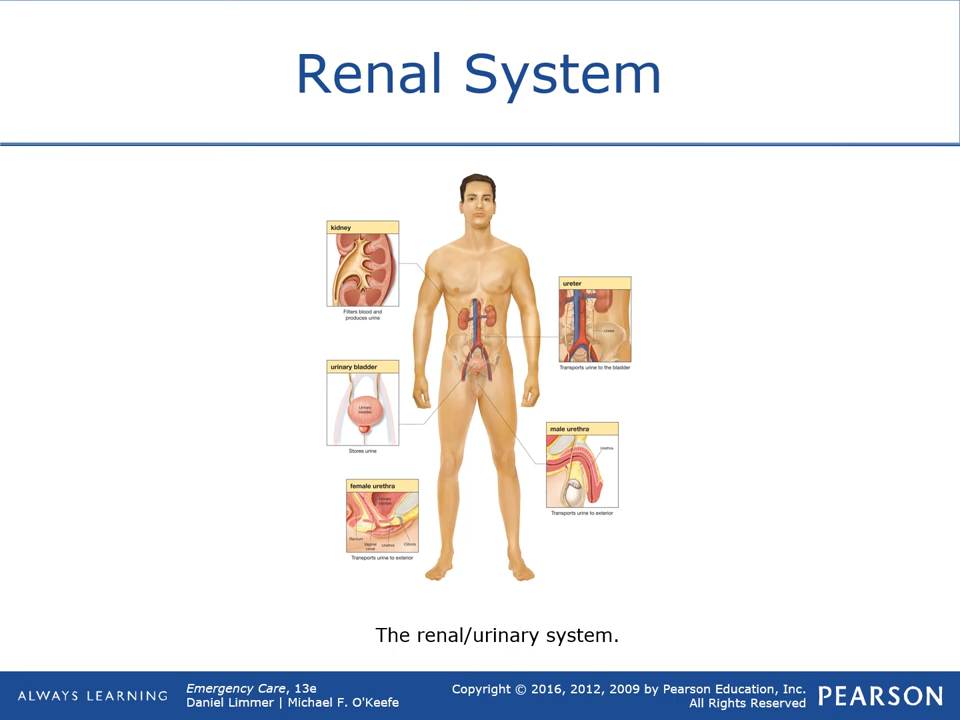 Renal System
kidney
Filters blood and
produces urine
ureter
Ureter
Transports urine to the bladder
urinary bladder
Urinary
bladder
Stores urine
male urethra
Urethra
Transports urine to exterior
female urethra
Urinary
bladder
Rectum
Vaginal
canal
Urethra
Clitoris
Transports urine to exterior
The renal/urinary system.
ALWAYS LEARNING
Emergency Care, 13e
Daniel Limmer | Michael F. O'Keefe
Copyright © 2016, 2012, 2009 by Pearson Education, Inc.
All Rights Reserved
PEARSON